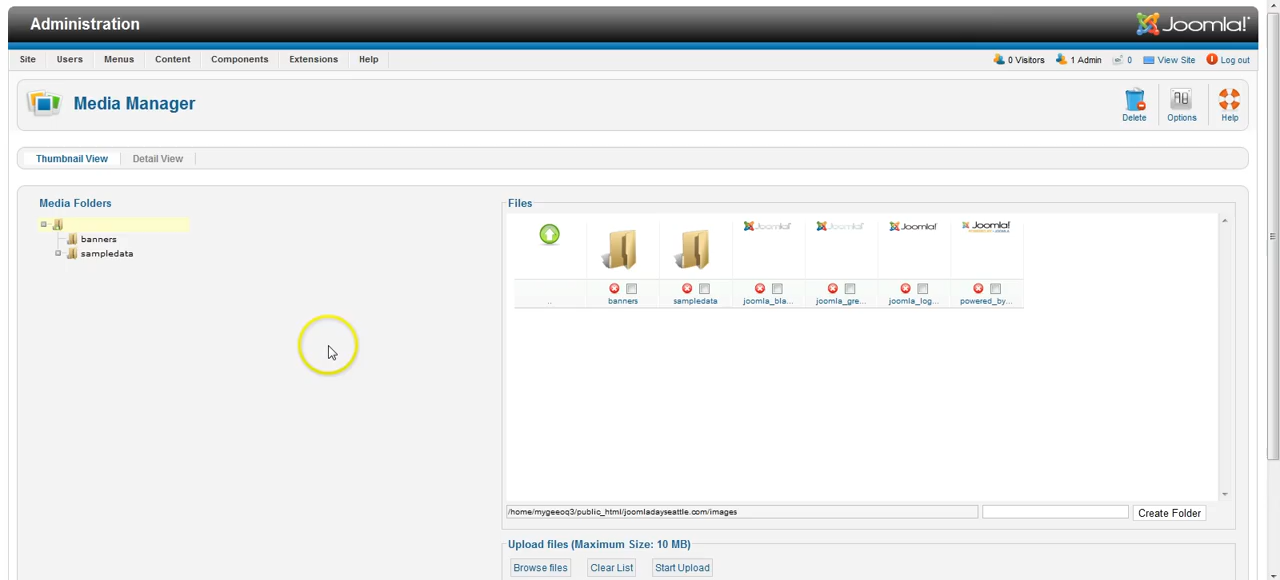 Administration
Joomla!
Site Users Menus Content Components Extensions Help
0 Visitors 1 Admin 0 View Site Log out
Media Manager
Delete Options Help
Thumbnail View Detail View
Media Folders
banners
sampledata
Files
Joomla! Joomla! Joomla! Joomla!
.. banners sampledata joomla_bla... joomla_gre... joomla_log... powered_by...
/home/mygeeoq3/public_html/joomladayseattle.com/images
Create Folder
Upload files (Maximum Size: 10 MB)
Browse files Clear List Start Upload